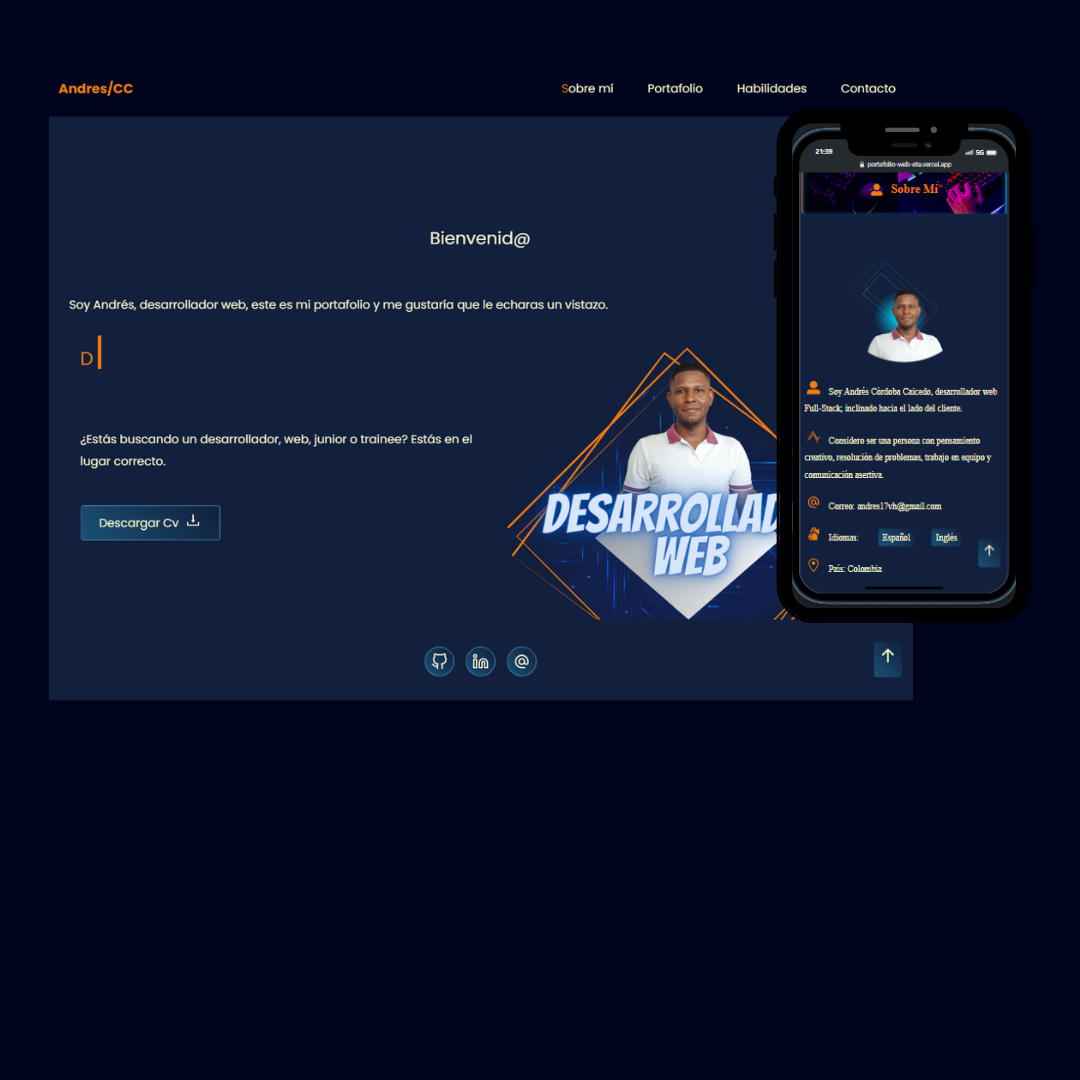 Andres/CC
Sobre mí Portafolio Habilidades Contacto
Bienvenid@
Soy Andrés, desarrollador web, este es mi portafolio y me gustaría que le echaras un vistazo.
D
¿Estás buscando un desarrollador, web, junior o trainee? Estás en el
lugar correcto.
Descargar Cv
DESARROLLAD
WEB
21:39
5G
portafolio-web-eta.vercel.app
Sobre Mí
Soy Andrés Córdoba Caicedo, desarrollador web
Full-Stack; inclinado hacia el lado del cliente.
Considero ser una persona con pensamiento
creativo, resolución de problemas, trabajo en equipo y
comunicación asertiva.
Correo: andres17vh@gmail.com
Idiomas: Español Inglés
País: Colombia